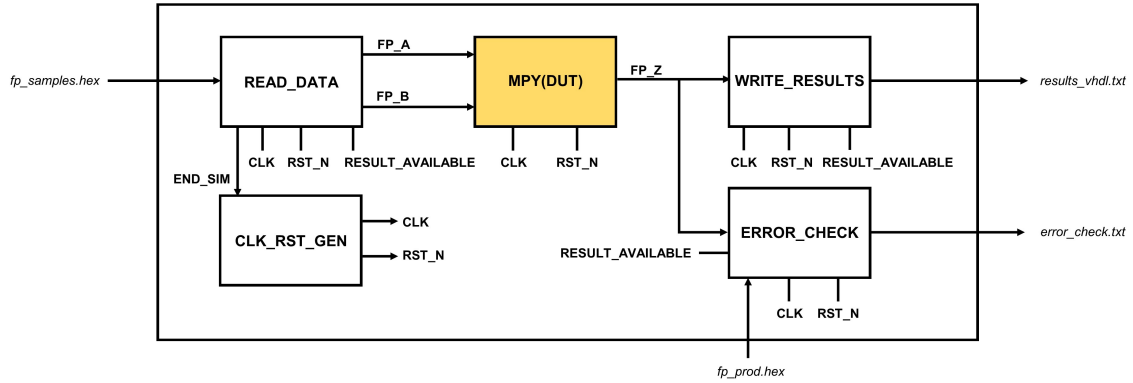 FP_A
fp_samples.hex
READ_DATA
FP_B
MPY(DUT)
FP_Z
WRITE_RESULTS
results_vhdl.txt
CLK
RST_N
RESULT_AVAILABLE
CLK
RST_N
CLK
RST_N
RESULT_AVAILABLE
END_SIM
CLK_RST_GEN
CLK
RST_N
RESULT_AVAILABLE
ERROR_CHECK
error_check.txt
CLK
RST_N
fp_prod.hex